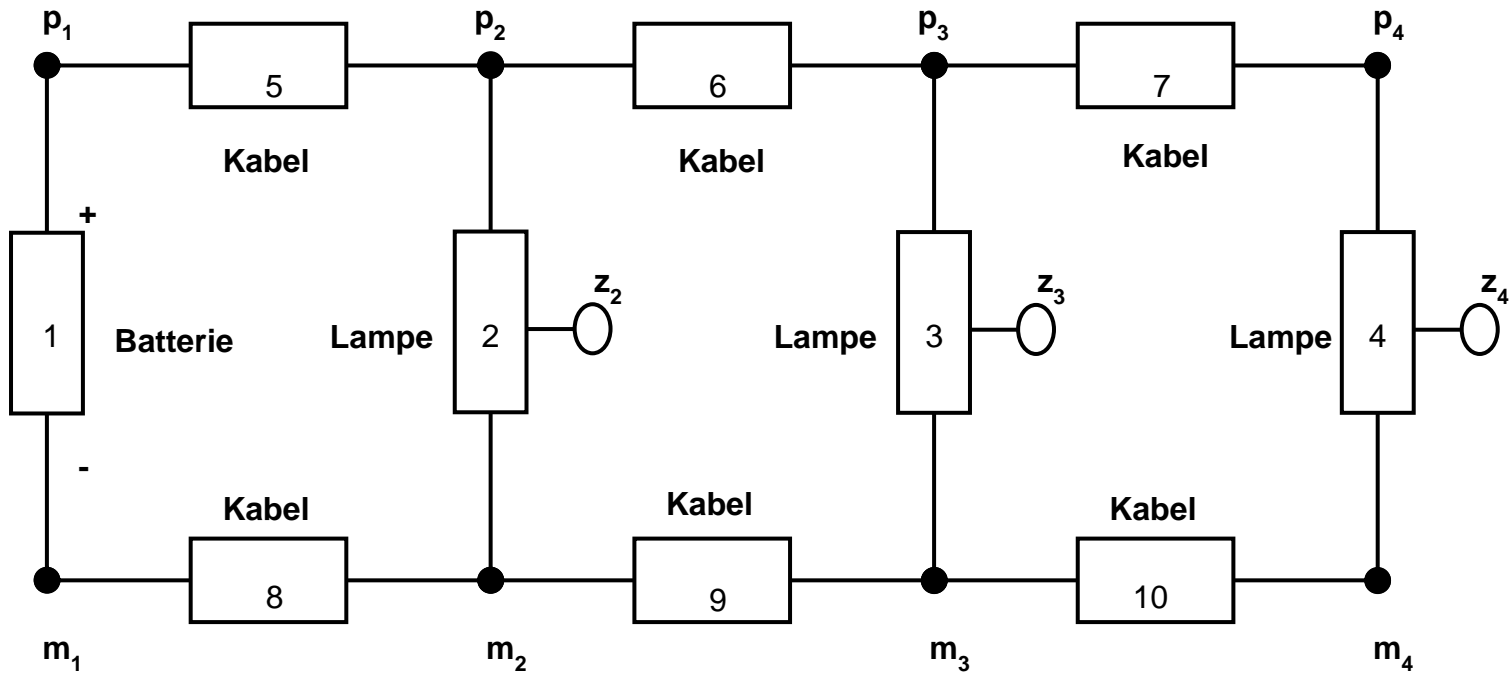 p1 p2 p3 p4
5 6 7
Kabel Kabel Kabel
+
z2 z3 z4
1 Batterie Lampe 2 Lampe 3 Lampe 4
-
Kabel Kabel Kabel
8 9 10
m1 m2 m3 m4